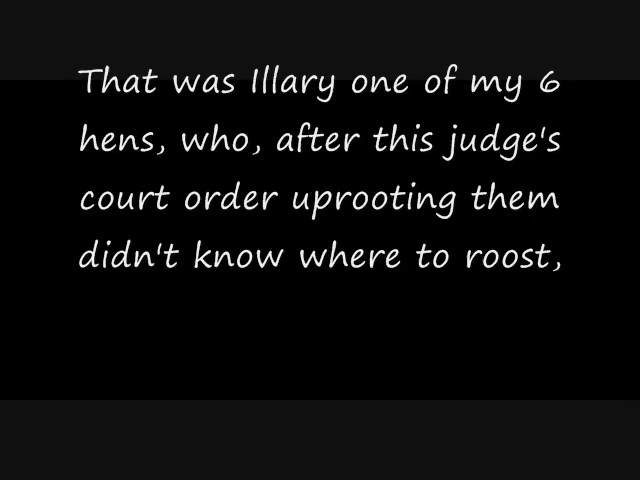 That was Illary one of my 6
hens, who, after this judge's
court order uprooting them
didn't know where to roost,